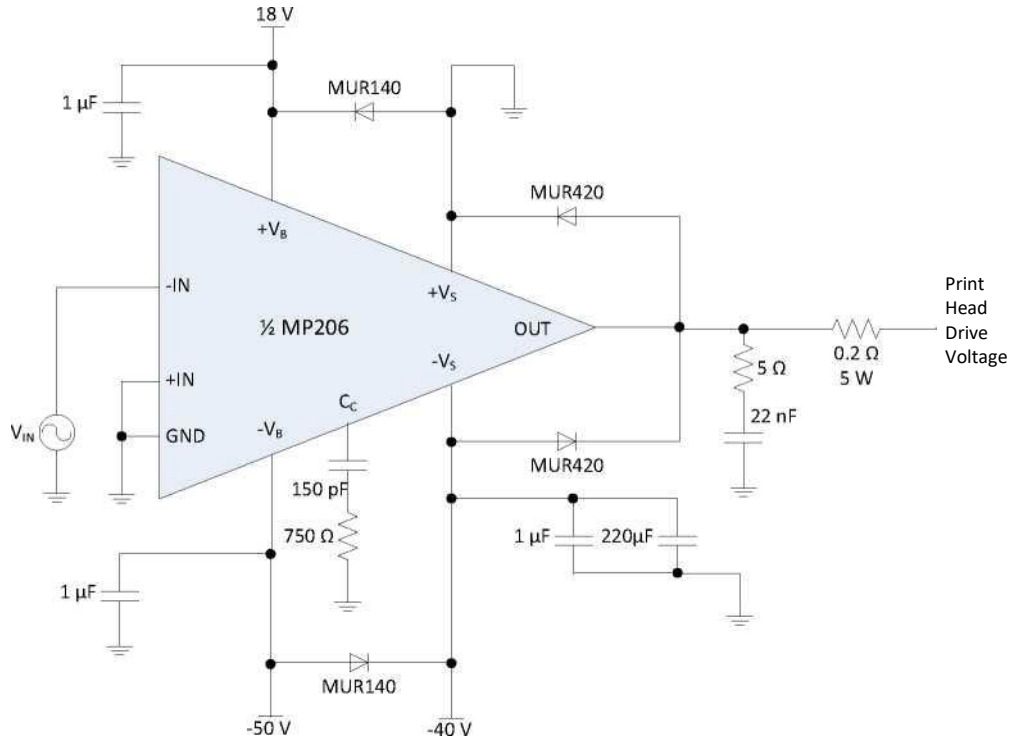 18 V
1 µF
MUR140
MUR420
+V_B
-IN
+V_S
½ MP206
OUT
-V_S
+IN
C_C
V_IN
GND
-V_B
Print
Head
Drive
Voltage
0.2 Ω
5 W
5 Ω
22 nF
MUR420
150 pF
750 Ω
1 µF
220µF
1 µF
MUR140
-50 V
-40 V